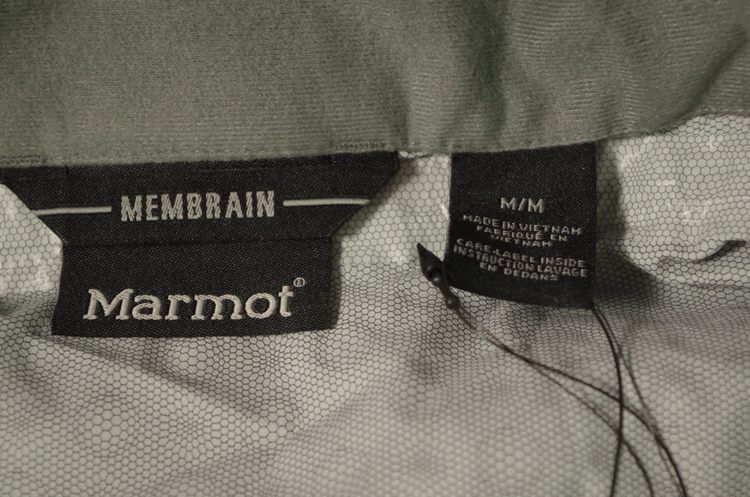 MEMBRAIN
Marmot®
M/M
MADE IN VIETNAM
FABRIQUÉ EN
VIETNAM
CARE-LABEL INSIDE
INSTRUCTION LAVAGE
EN DEDANS